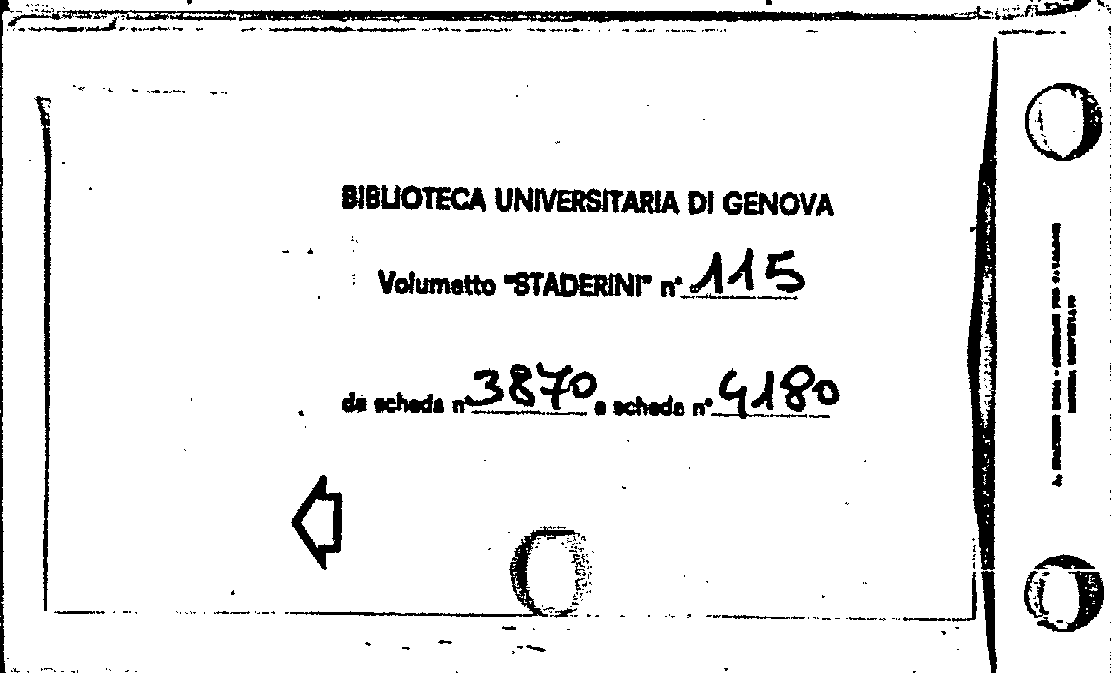 BIBLIOTECA UNIVERSITARIA DI GENOVA
Volumetto "STADERINI" n° 115
da scheda n° 3870 a scheda n° 4180